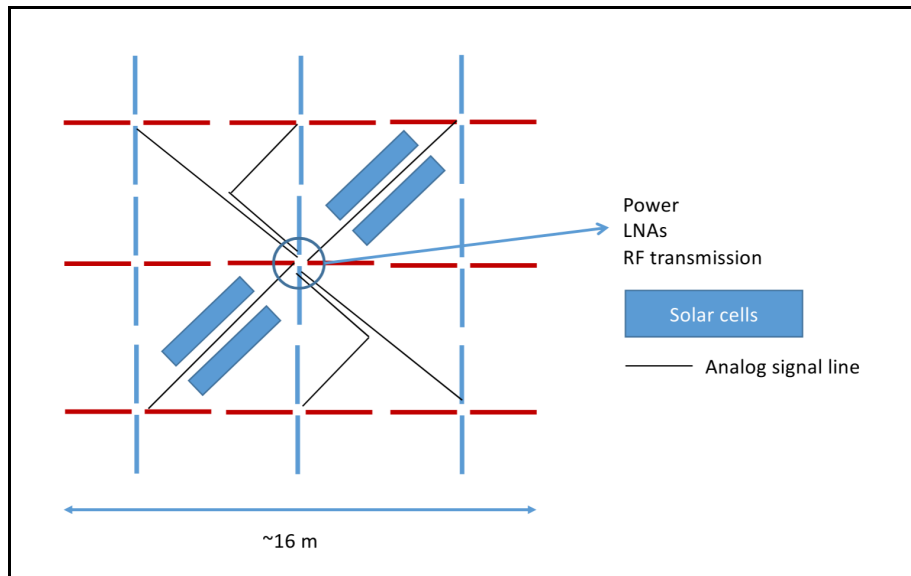 Power
LNAs
RF transmission
Solar cells
Analog signal line
~16 m